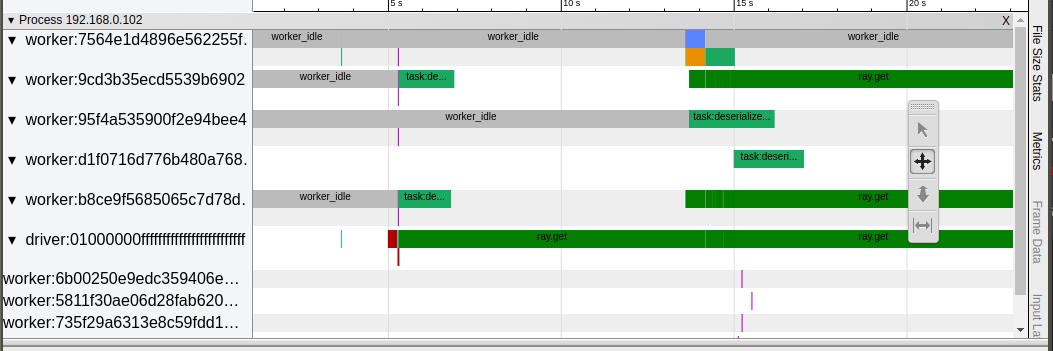 5 s 10 s 15 s 20 s
▼ Process 192.168.0.102 X
▼ worker:7564e1d4896e562255f. worker_idle worker_idle worker_idle
▼ worker:9cd3b35ecd5539b6902 worker_idle task:de... ray.get
▼ worker:95f4a535900f2e94bee4 worker_idle task:deserialize...
▼ worker:d1f0716d776b480a768. task:deseri...
▼ worker:b8ce9f5685065c7d78d. worker_idle task:de... ray.get
▼ driver:01000000ffffffffffffffffffffffff ray.get ray.get
worker:6b00250e9edc359406e...
worker:5811f30ae06d28fab620...
worker:735f29a6313e8c59fdd1...
File Size Stats
Metrics
Frame Data
Input La